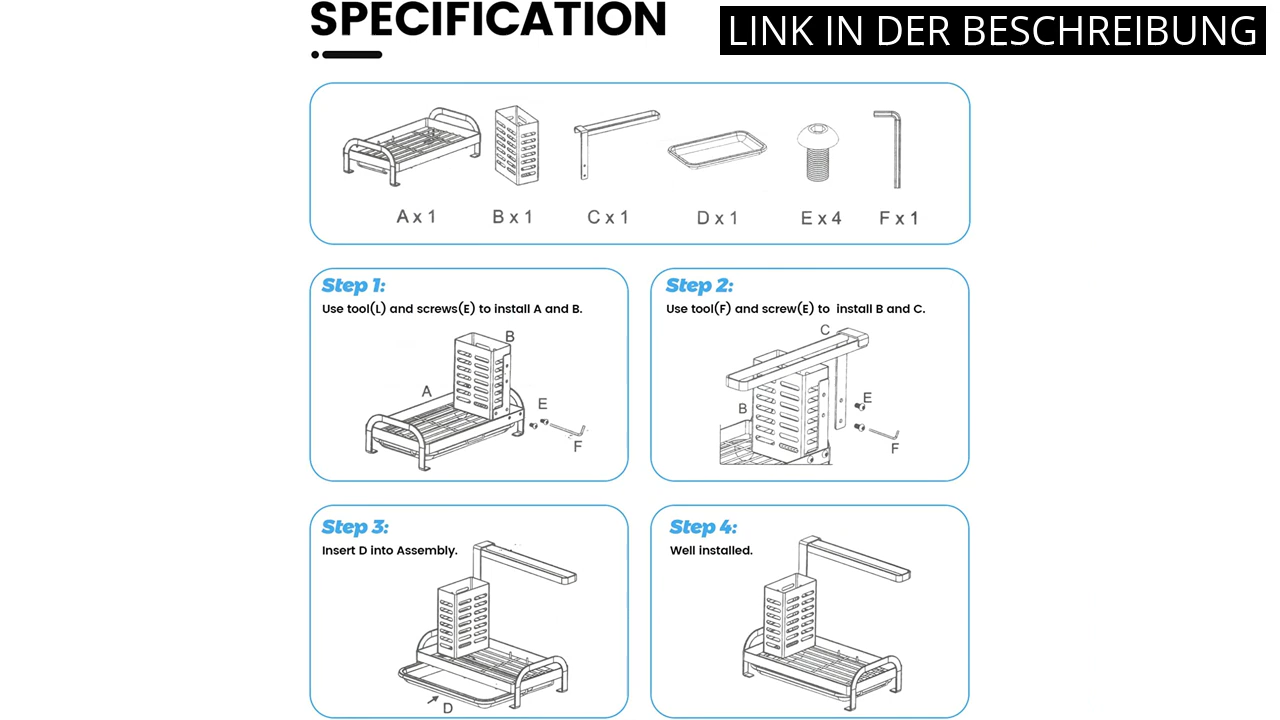 SPECIFICATION
LINK IN DER BESCHREIBUNG
A x 1 B x 1 C x 1 D x 1 E x 4 F x 1
Step 1:
Use tool(L) and screws(E) to install A and B.
B
A
E
F
Step 2:
Use tool(F) and screw(E) to install B and C.
C
B
E
F
Step 3:
Insert D into Assembly.
D
Step 4:
Well installed.